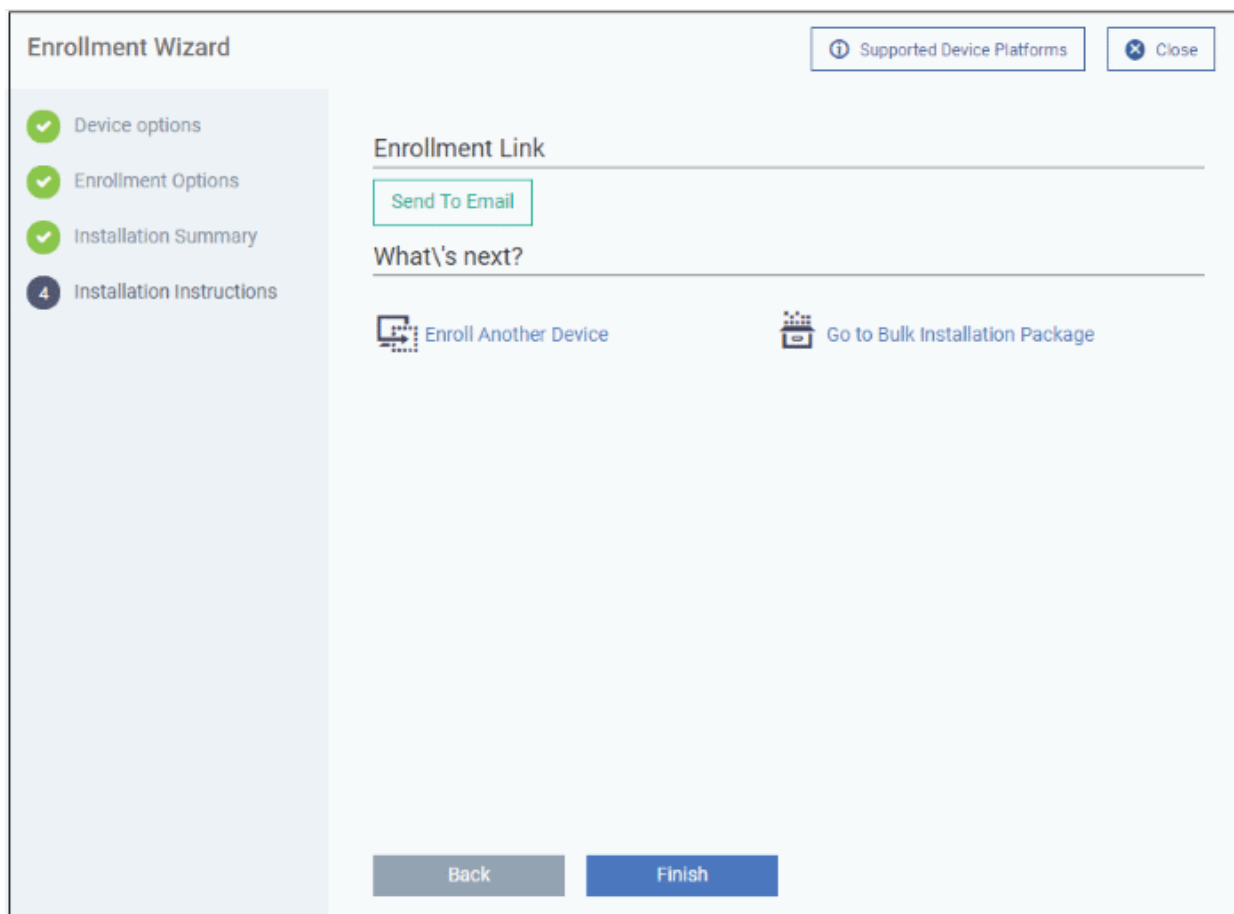 Enrollment Wizard
Supported Device Platforms
Close
Device options
Enrollment Options
Installation Summary
4 Installation Instructions
Enrollment Link
Send To Email
What\'s next?
Enroll Another Device
Go to Bulk Installation Package
Back
Finish